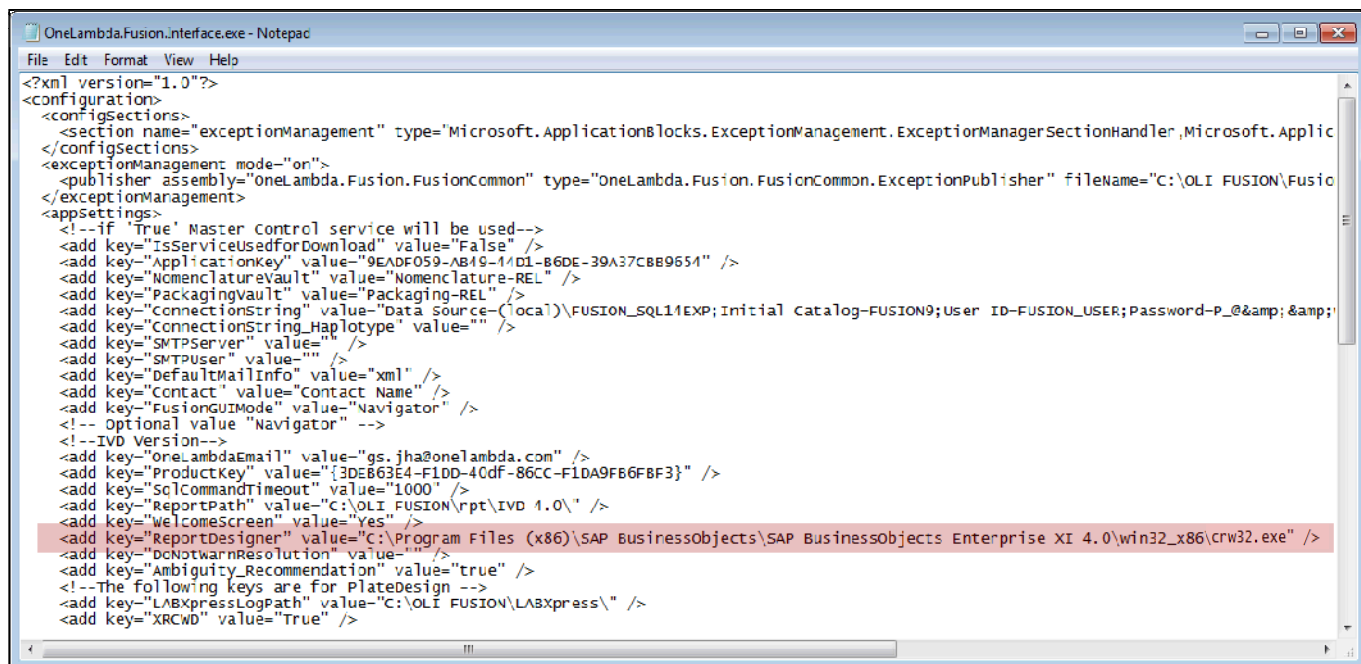 OneLambda.Fusion.Interface.exe - Notepad
File Edit Format View Help
<?xml version="1.0"?>
<configuration>
<configSections>
<section name="exceptionManagement" type="Microsoft.ApplicationBlocks.ExceptionManagement.ExceptionManagerSectionHandler,Microsoft.Applic
</configSections>
<exceptionManagement mode="on">
<publisher assembly="OneLambda.Fusion.FusionCommon" type="OneLambda.Fusion.FusionCommon.ExceptionPublisher" fileName="C:\OLI FUSION\Fusio
</exceptionManagement>
<appSettings>
<!--if 'True' Master Control service will be used-->
<add key="IsServiceUsedforDownload" value="False" />
<add key="ApplicationKey" value="9EADF059-AB49-44D1-B6DE-39A37CBB9654" />
<add key="NomenclatureVault" value="Nomenclature-REL" />
<add key="PackagingVault" value="Packaging-REL" />
<add key="ConnectionString" value="Data Source=(local)\FUSION_SQL14EXP;Initial Catalog=FUSION9;User ID=FUSION_USER;Password=P_@&amp;&amp;
<add key="ConnectionString_Haplotype" value="" />
<add key="SMTPServer" value="" />
<add key="SMTPUser" value="" />
<add key="DefaultMailInfo" value="xml" />
<add key="Contact" value="Contact Name" />
<add key="FusionGUIMode" value="Navigator" />
<!-- Optional value "Navigator" -->
<!--IVD Version-->
<add key="OneLambdaEmail" value="gs.jha@onelambda.com" />
<add key="ProductKey" value="{3DEB63E4-F1DD-40df-86CC-F1DA9FB6FBF3}" />
<add key="SqlCommandTimeout" value="1000" />
<add key="ReportPath" value="C:\OLI FUSION\rpt\IVD 4.0\" />
<add key="WelcomeScreen" value="Yes" />
<add key="ReportDesigner" value="C:\Program Files (x86)\SAP BusinessObjects\SAP BusinessObjects Enterprise XI 4.0\win32_x86\crw32.exe" />
<add key="DoNotWarnResolution" value="" />
<add key="Ambiguity_Recommendation" value="true" />
<!--The following keys are for PlateDesign -->
<add key="LABXpressLogPath" value="C:\OLI FUSION\LABXpress\" />
<add key="XRCWD" value="True" />